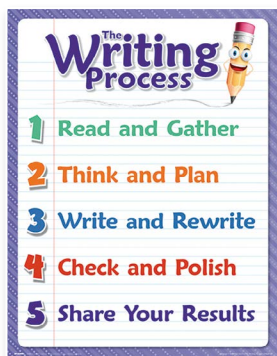 The
Writing
Process
1 Read and Gather
2 Think and Plan
3 Write and Rewrite
4 Check and Polish
5 Share Your Results